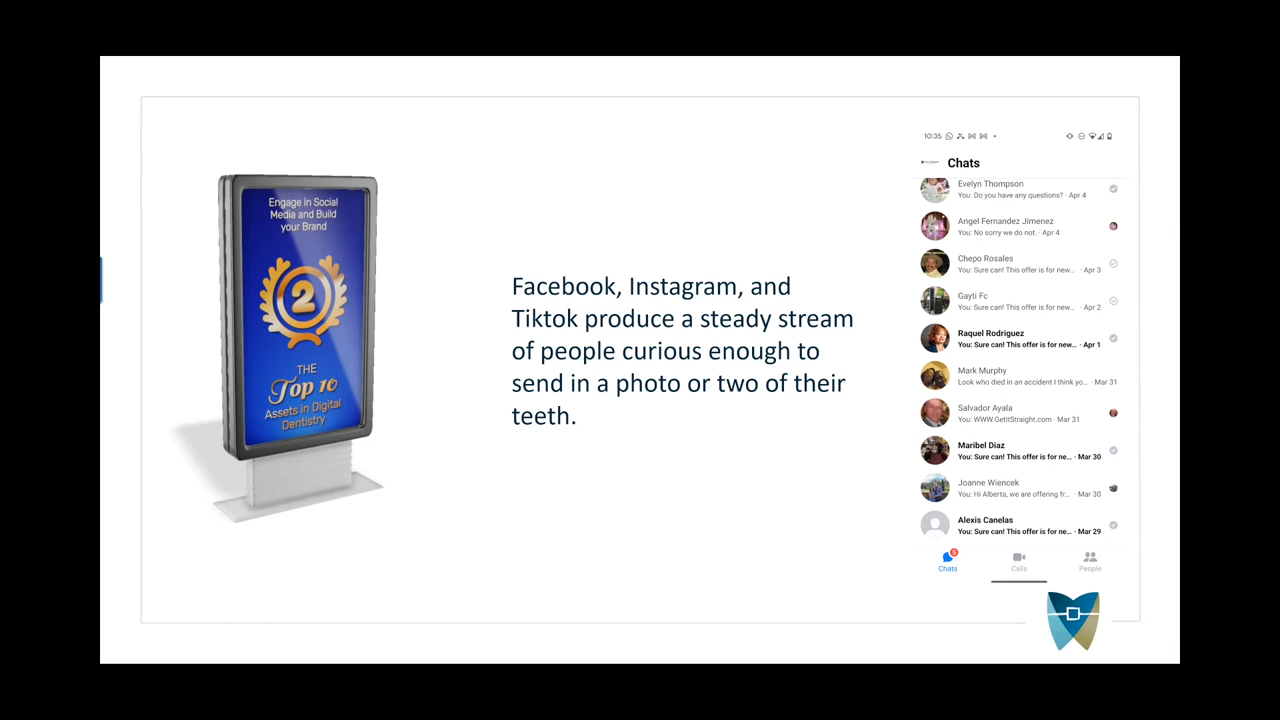 Engage in Social
Media and Build
your Brand
2
THE
Top 10
Assets in Digital
Dentistry
Facebook, Instagram, and
Tiktok produce a steady stream
of people curious enough to
send in a photo or two of their
teeth.
10:35
Chats
Evelyn Thompson
You: Do you have any questions? · Apr 4
Angel Fernandez Jimenez
You: No sorry we do not. · Apr 4
Chepo Rosales
You: Sure can! This offer is for new... · Apr 3
Gayti Fc
You: Sure can! This offer is for new... · Apr 2
Raquel Rodriguez
You: Sure can! This offer is for new... · Apr 1
Mark Murphy
Look who died in an accident I think yo... · Mar 31
Salvador Ayala
You: WWW.GetItStraight.com · Mar 31
Maribel Diaz
You: Sure can! This offer is for ne... · Mar 30
Joanne Wiencek
You: Hi Alberta, we are offering fr... · Mar 30
Alexis Canelas
You: Sure can! This offer is for ne... · Mar 29
5
Chats Calls People